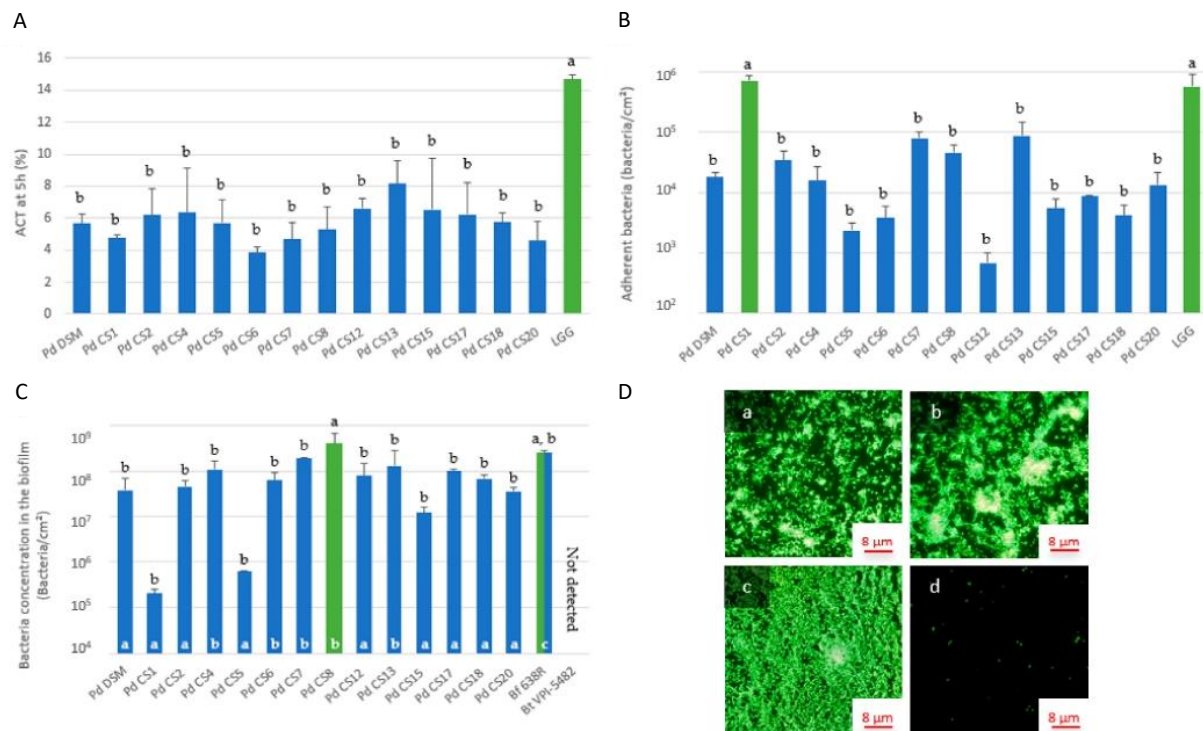 A
16
14
12
10
8
6
4
2
0
ACT at 5h (%)
b b b b b b b b b b b b b b a
Pd DSM Pd CS1 Pd CS2 Pd CS4 Pd CS5 Pd CS6 Pd CS7 Pd CS8 Pd CS12 Pd CS13 Pd CS15 Pd CS17 Pd CS18 Pd CS20 LGG
B
10⁶
10⁵
10⁴
10³
10²
Adherent bacteria (bacteria/cm²)
b a b b b b b b b b b b b b a
Pd DSM Pd CS1 Pd CS2 Pd CS4 Pd CS5 Pd CS6 Pd CS7 Pd CS8 Pd CS12 Pd CS13 Pd CS15 Pd CS17 Pd CS18 Pd CS20 LGG
C
10⁹
10⁸
10⁷
10⁶
10⁵
10⁴
Bacteria concentration in the biofilm
(Bacteria/cm²)
b b b b b b b a b b b b b b a, b
Not detected
a a a b a b b b a b a a a a c
Pd DSM Pd CS1 Pd CS2 Pd CS4 Pd CS5 Pd CS6 Pd CS7 Pd CS8 Pd CS12 Pd CS13 Pd CS15 Pd CS17 Pd CS18 Pd CS20 Bf 638R Bt VPI-5482
D
a
8 µm
b
8 µm
c
8 µm
d
8 µm